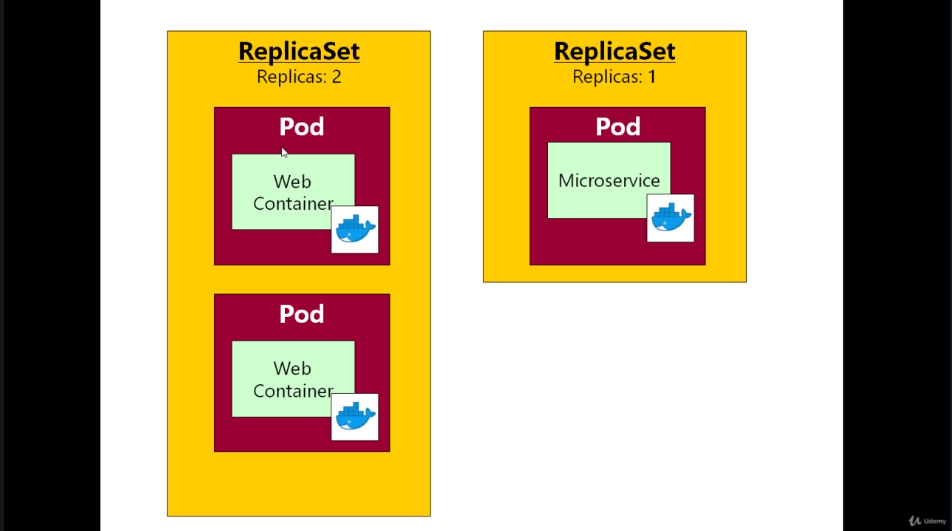 ReplicaSet
Replicas: 2
Pod
Web
Container
Pod
Web
Container
ReplicaSet
Replicas: 1
Pod
Microservice
Udemy